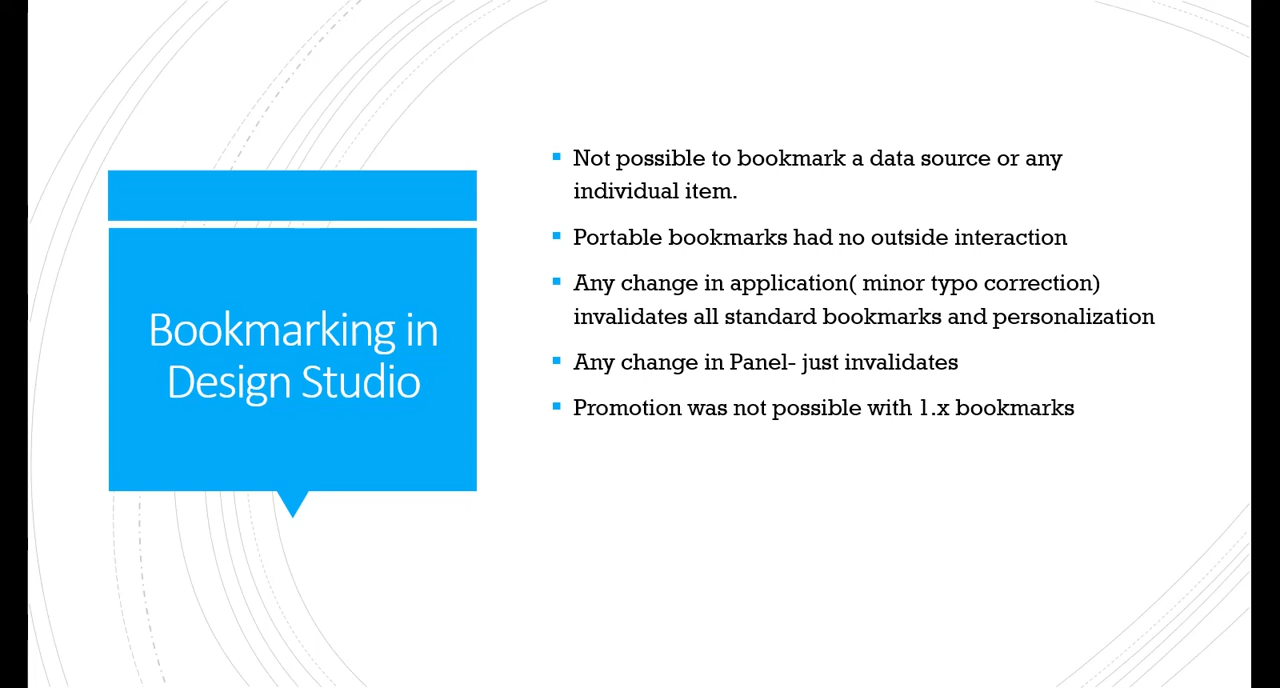 Bookmarking in
Design Studio
Not possible to bookmark a data source or any
individual item.
Portable bookmarks had no outside interaction
Any change in application( minor typo correction)
invalidates all standard bookmarks and personalization
Any change in Panel- just invalidates
Promotion was not possible with 1.x bookmarks